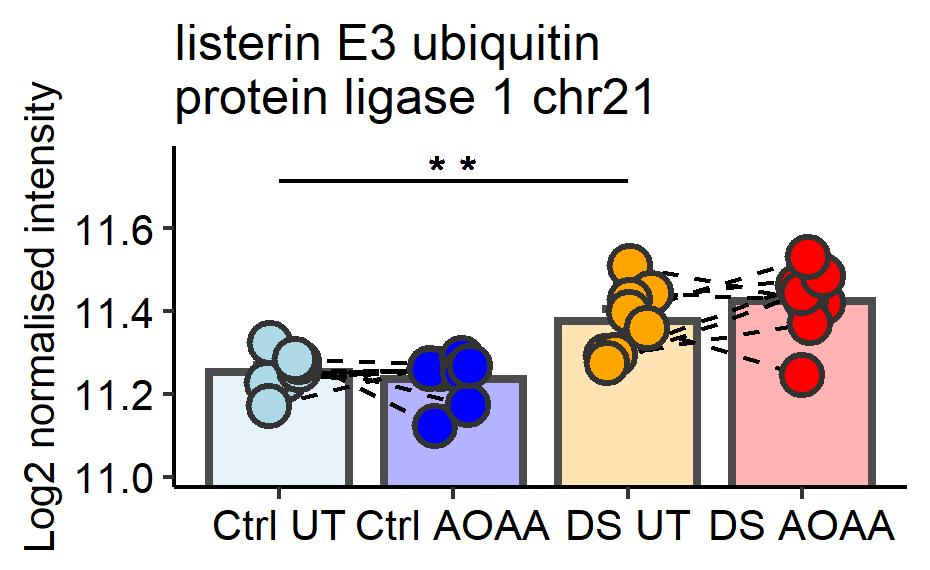 listerin E3 ubiquitin
protein ligase 1 chr21
Log2 normalised intensity
* *
11.6
11.4
11.2
11.0
Ctrl UT Ctrl AOAA DS UT DS AOAA